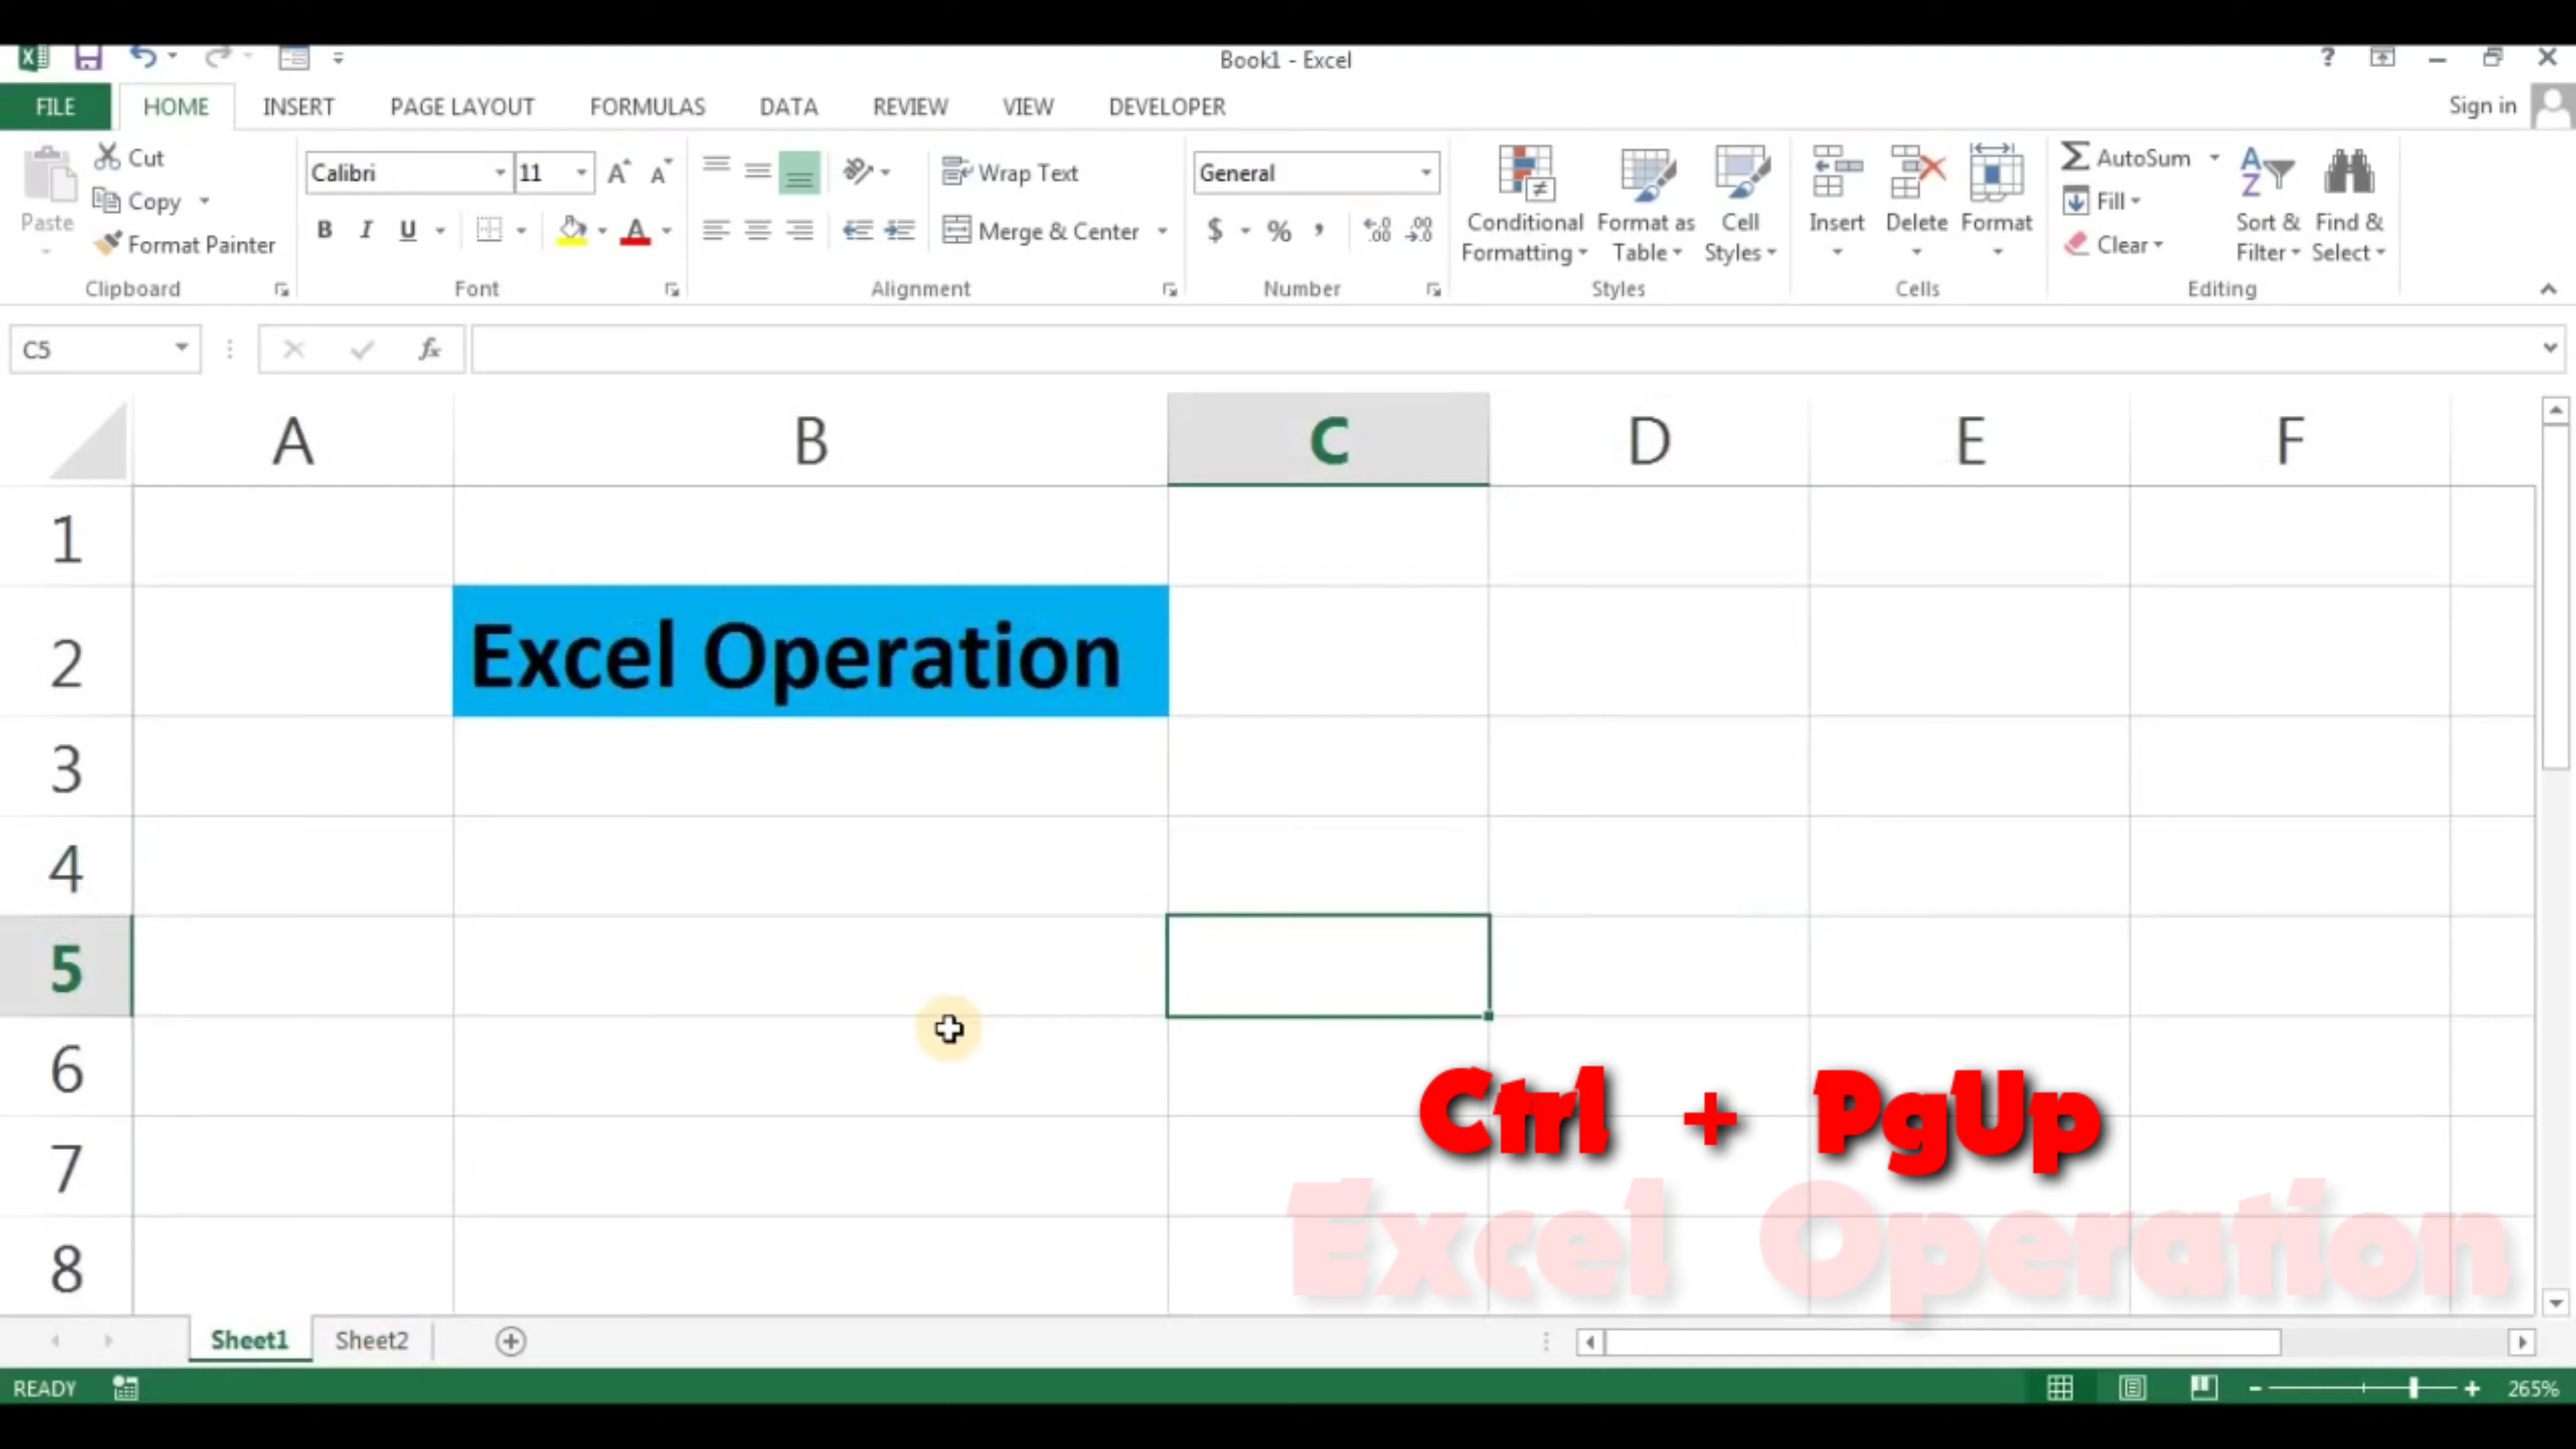 Book1 - Excel
FILE HOME INSERT PAGE LAYOUT FORMULAS DATA REVIEW VIEW DEVELOPER Sign in
Paste Cut Copy Format Painter
Clipboard
Calibri 11
B I U A
Font
Wrap Text
Merge & Center
Alignment
General
$ % ,
Number
Conditional Formatting Format as Table Cell Styles
Styles
Insert Delete Format
Cells
AutoSum Fill Clear Sort & Filter Find & Select
Editing
C5 fx
A B C D E F
1
2 Excel Operation
3
4
5
6
Ctrl + PgUp
7
Excel Operation
8
Sheet1 Sheet2
READY 265%